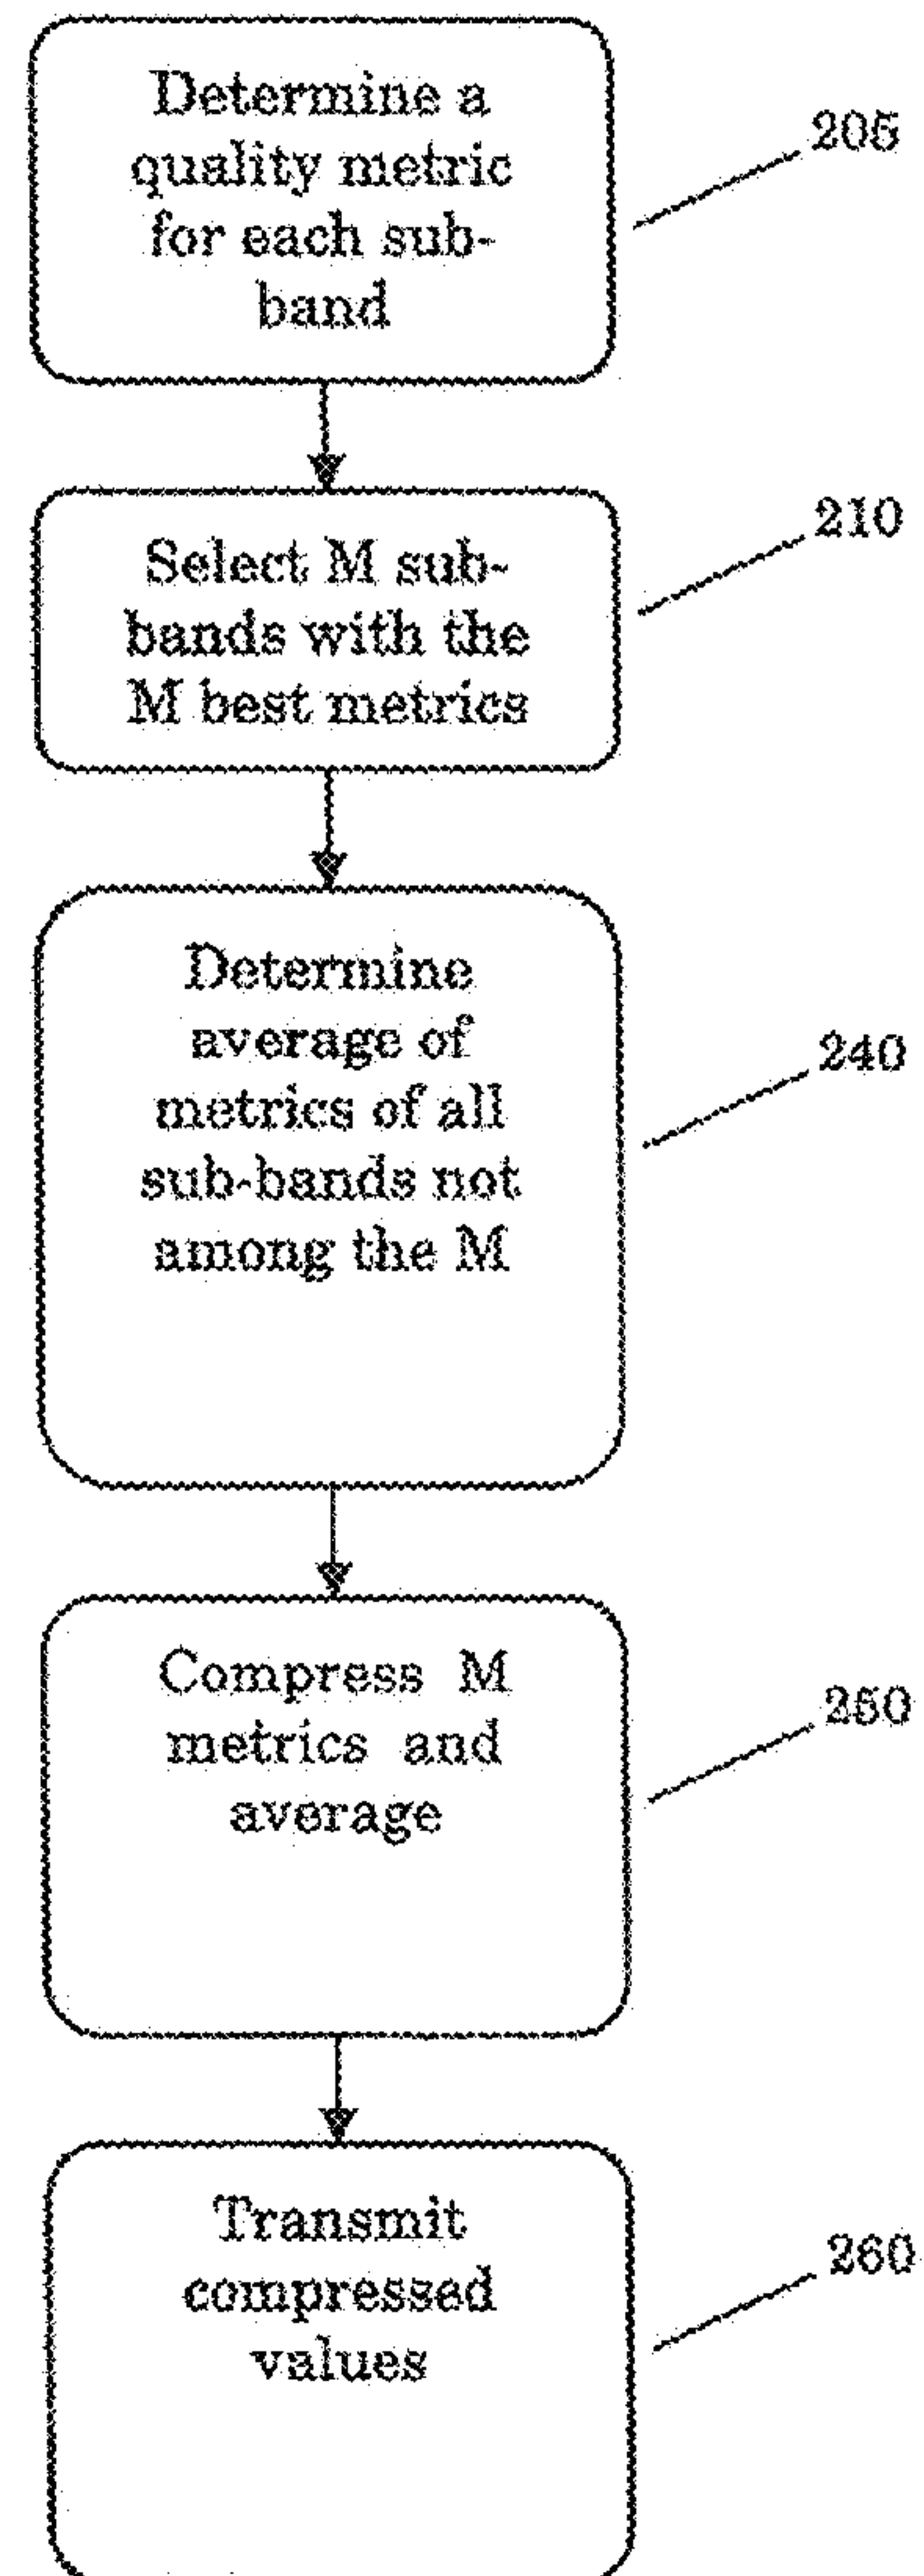 Determine a
quality metric
for each sub-
band
205
Select M sub-
bands with the
M best metrics
210
Determine
average of
metrics of all
sub-bands not
among the M
240
Compress M
metrics and
average
250
Transmit
compressed
values
260